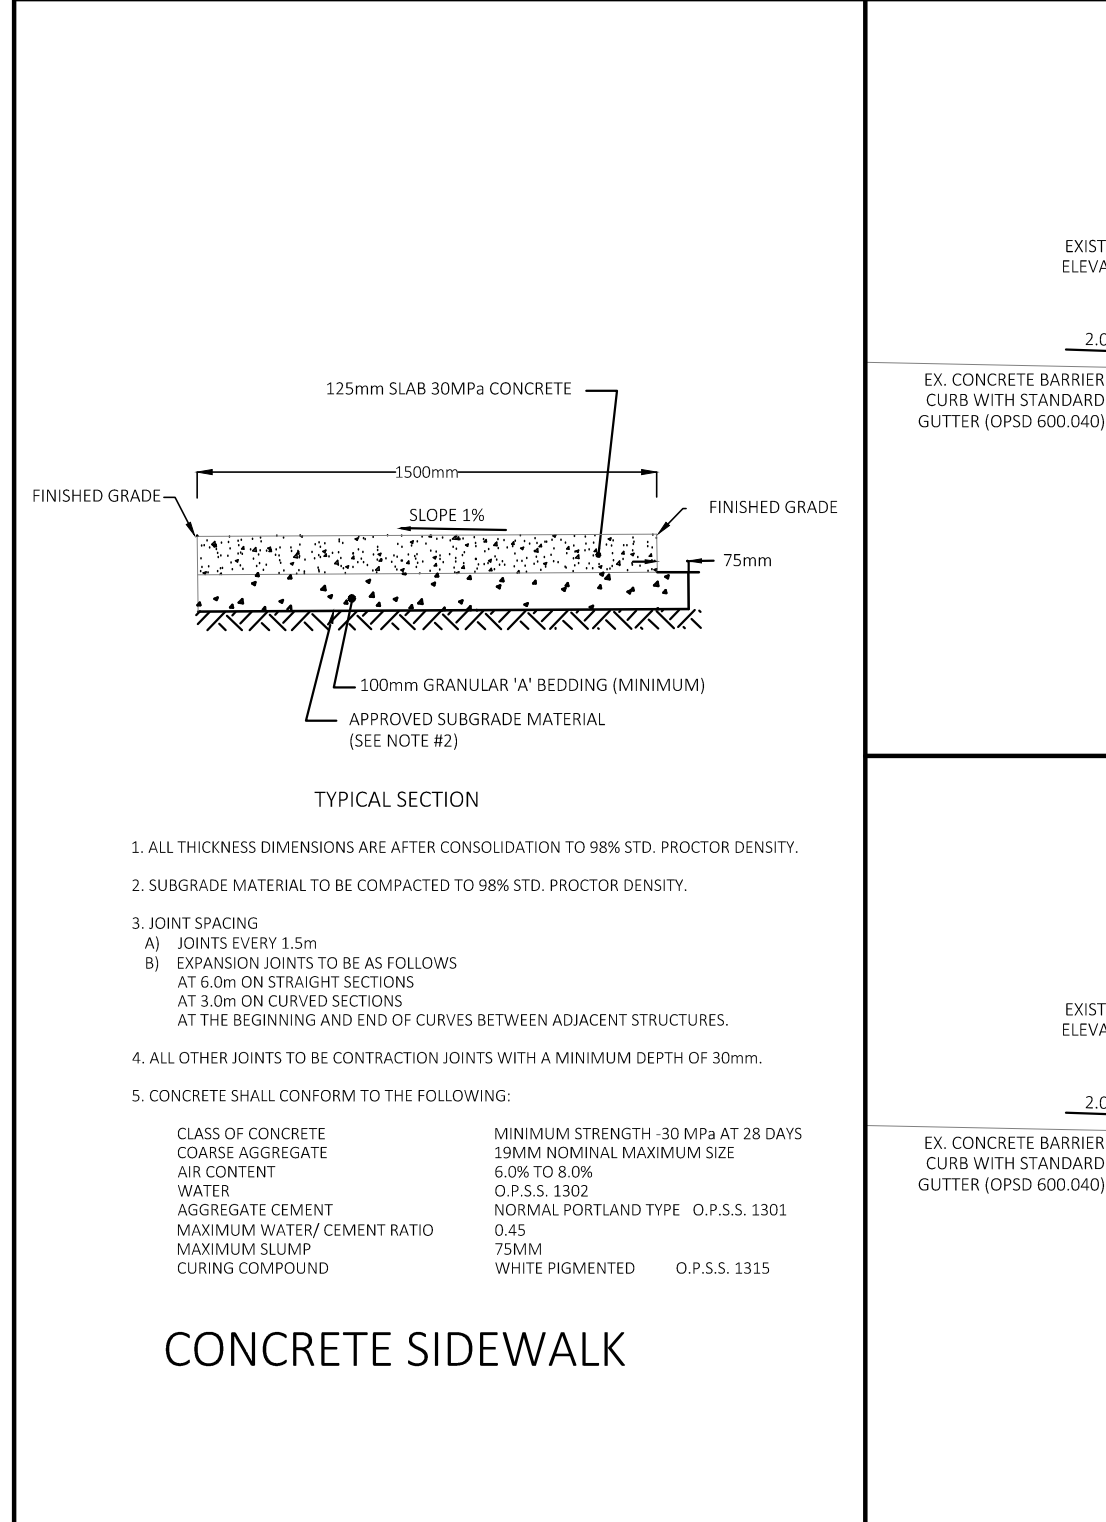 125mm SLAB 30MPa CONCRETE
1500mm
FINISHED GRADE
SLOPE 1%
FINISHED GRADE
75mm
100mm GRANULAR 'A' BEDDING (MINIMUM)
APPROVED SUBGRADE MATERIAL
(SEE NOTE #2)
TYPICAL SECTION
1. ALL THICKNESS DIMENSIONS ARE AFTER CONSOLIDATION TO 98% STD. PROCTOR DENSITY.
2. SUBGRADE MATERIAL TO BE COMPACTED TO 98% STD. PROCTOR DENSITY.
3. JOINT SPACING
A) JOINTS EVERY 1.5m
B) EXPANSION JOINTS TO BE AS FOLLOWS
AT 6.0m ON STRAIGHT SECTIONS
AT 3.0m ON CURVED SECTIONS
AT THE BEGINNING AND END OF CURVES BETWEEN ADJACENT STRUCTURES.
4. ALL OTHER JOINTS TO BE CONTRACTION JOINTS WITH A MINIMUM DEPTH OF 30mm.
5. CONCRETE SHALL CONFORM TO THE FOLLOWING:
CLASS OF CONCRETE MINIMUM STRENGTH -30 MPa AT 28 DAYS
COARSE AGGREGATE 19MM NOMINAL MAXIMUM SIZE
AIR CONTENT 6.0% TO 8.0%
WATER O.P.S.S. 1302
AGGREGATE CEMENT NORMAL PORTLAND TYPE O.P.S.S. 1301
MAXIMUM WATER/ CEMENT RATIO 0.45
MAXIMUM SLUMP 75MM
CURING COMPOUND WHITE PIGMENTED O.P.S.S. 1315
CONCRETE SIDEWALK
EXIST
ELEVA
2.0
EX. CONCRETE BARRIER
CURB WITH STANDARD
GUTTER (OPSD 600.040)
EXIST
ELEVA
2.0
EX. CONCRETE BARRIER
CURB WITH STANDARD
GUTTER (OPSD 600.040)